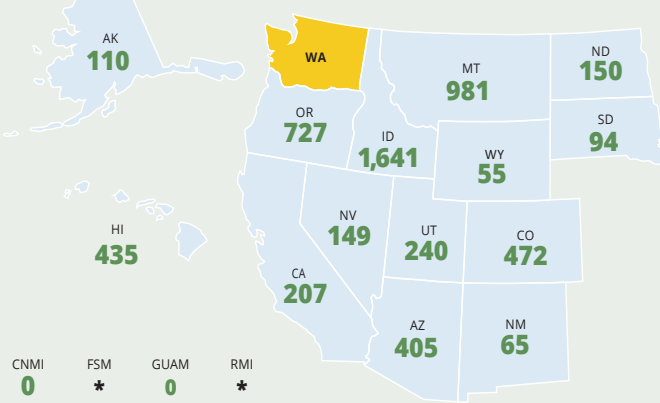 AK
110
WA
MT
981
ND
150
OR
727
ID
1,641
SD
94
WY
55
HI
435
NV
149
UT
240
CO
472
CA
207
AZ
405
NM
65
CNMI
0
FSM
*
GUAM
0
RMI
*